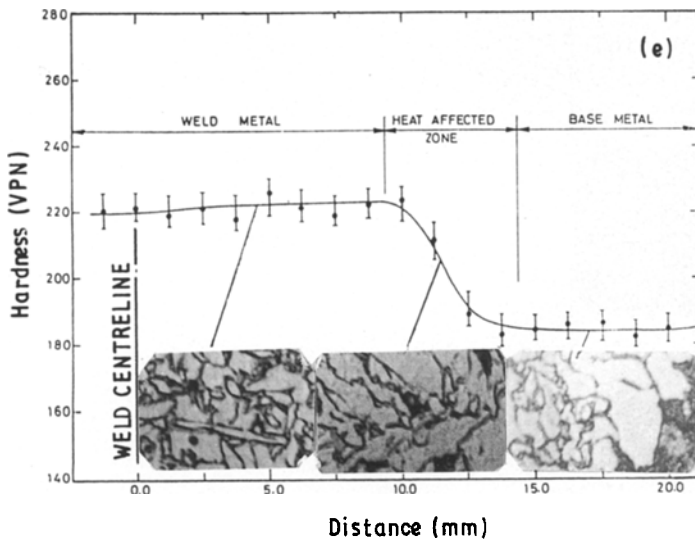 280
(e)
260
240
WELD METAL
HEAT AFFECTED
ZONE
BASE METAL
220
200
180
160
140
Hardness (VPN)
WELD CENTRELINE
0.0
5.0
10.0
15.0
20.0
Distance (mm)